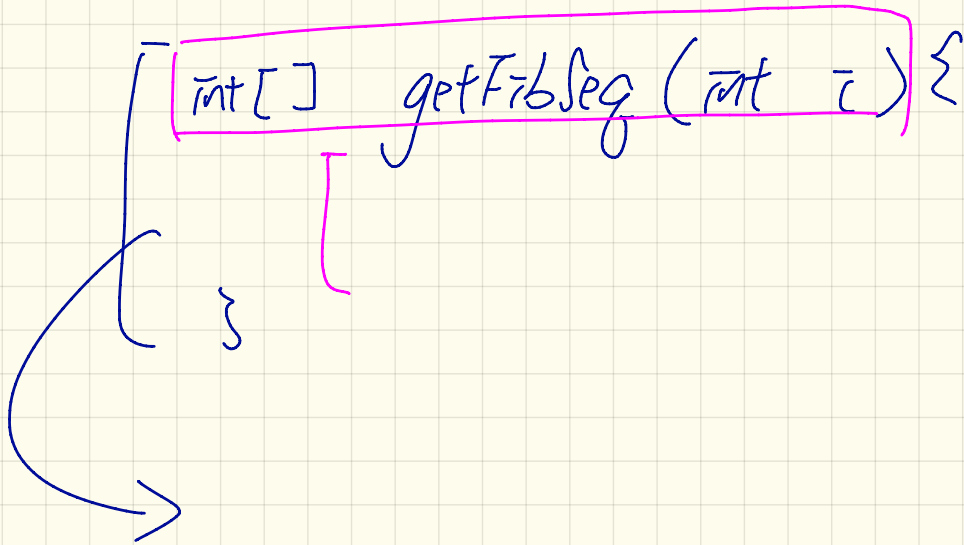 int[] getFibSeq (int i) {
}